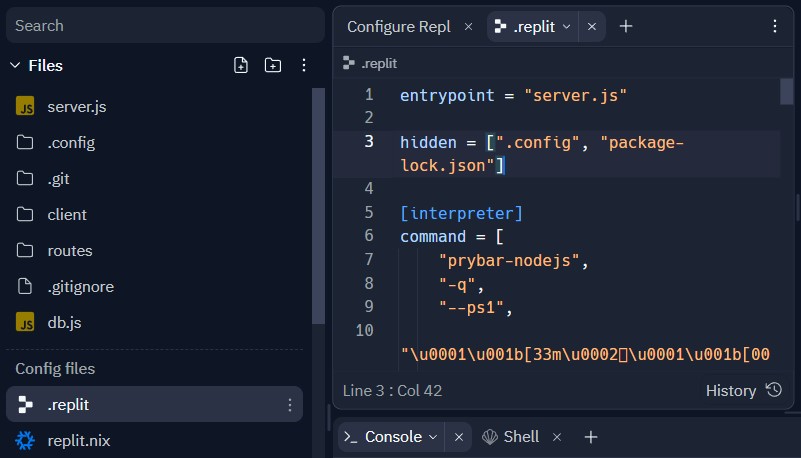 Search
Files
JS server.js
.config
.git
client
routes
.gitignore
JS db.js
Config files
.replit
replit.nix
Configure Repl × .replit × +
.replit
1 entrypoint = "server.js"
2
3 hidden = [".config", "package-
lock.json"]
4
5 [interpreter]
6 command = [
7 "prybar-nodejs",
8 "-q",
9 "--ps1",
10
"\u0001\u001b[33m\u0002􀀀\u0001\u001b[00
Line 3 : Col 42 History
>_ Console × Shell × +